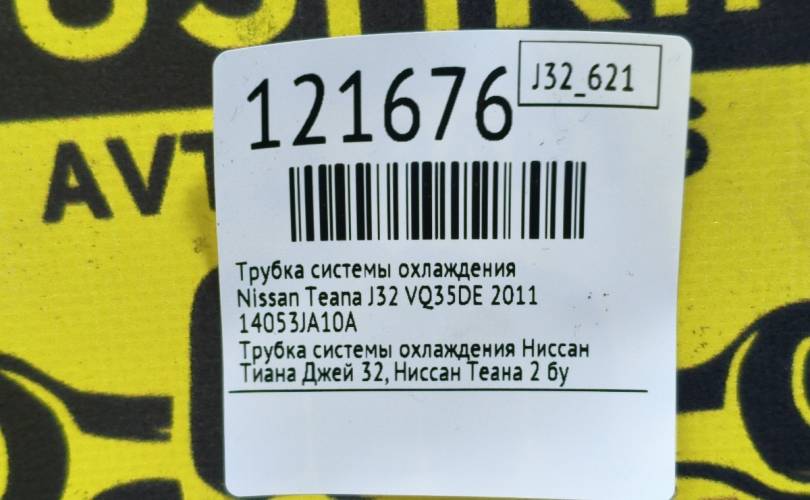 121676
J32_621
Трубка системы охлаждения
Nissan Teana J32 VQ35DE 2011
14053JA10A
Трубка системы охлаждения Ниссан
Тиана Джей 32, Ниссан Теана 2 бу